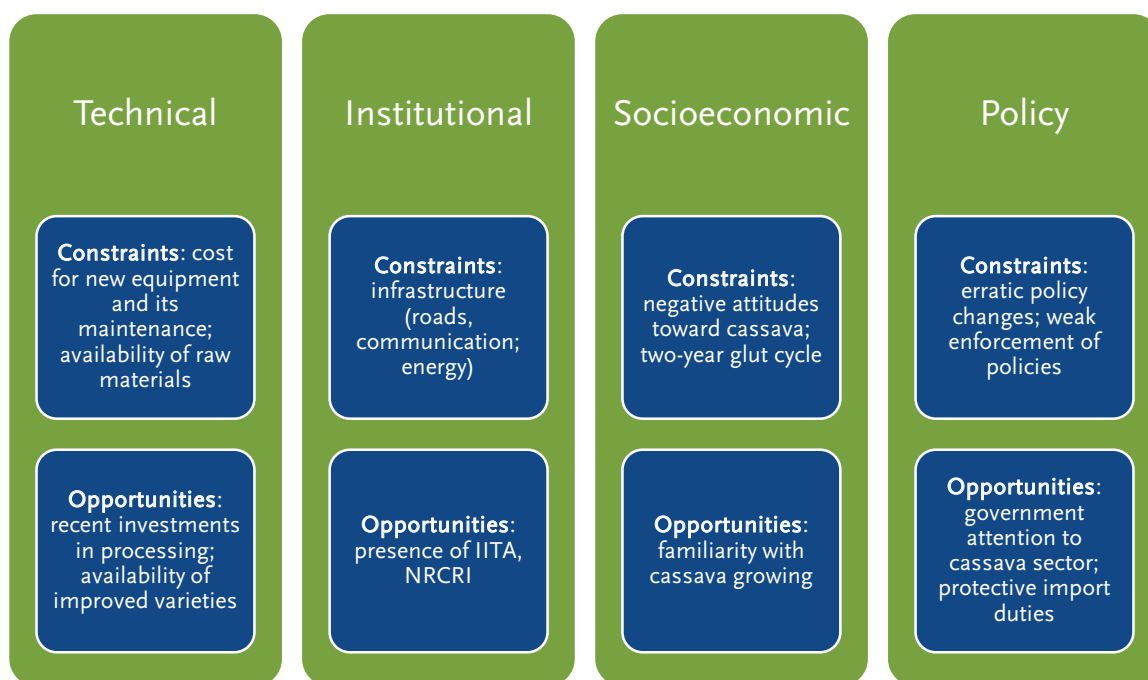 Technical
Constraints: cost
for new equipment
and its
maintenance;
availability of raw
materials
Opportunities:
recent investments
in processing;
availability of
improved varieties
Institutional
Constraints:
infrastructure
(roads,
communication;
energy)
Opportunities:
presence of IITA,
NRCRI
Socioeconomic
Constraints:
negative attitudes
toward cassava;
two-year glut cycle
Opportunities:
familiarity with
cassava growing
Policy
Constraints:
erratic policy
changes; weak
enforcement of
policies
Opportunities:
government
attention to
cassava sector;
protective import
duties